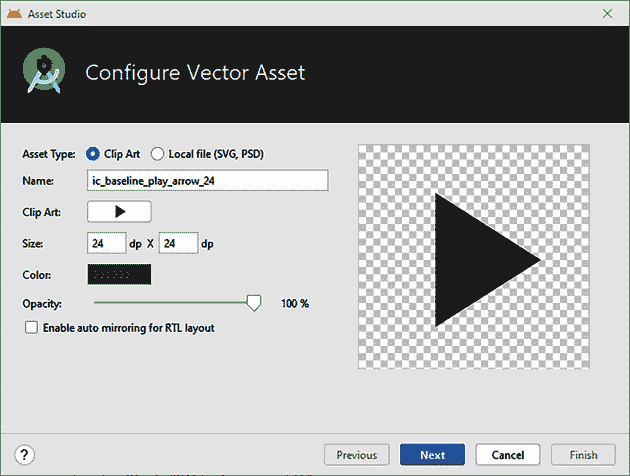 Asset Studio
Configure Vector Asset
Asset Type: Clip Art Local file (SVG, PSD)
Name: ic_baseline_play_arrow_24
Clip Art:
Size: 24 dp X 24 dp
Color:
Opacity: 100 %
Enable auto mirroring for RTL layout
? Previous Next Cancel Finish